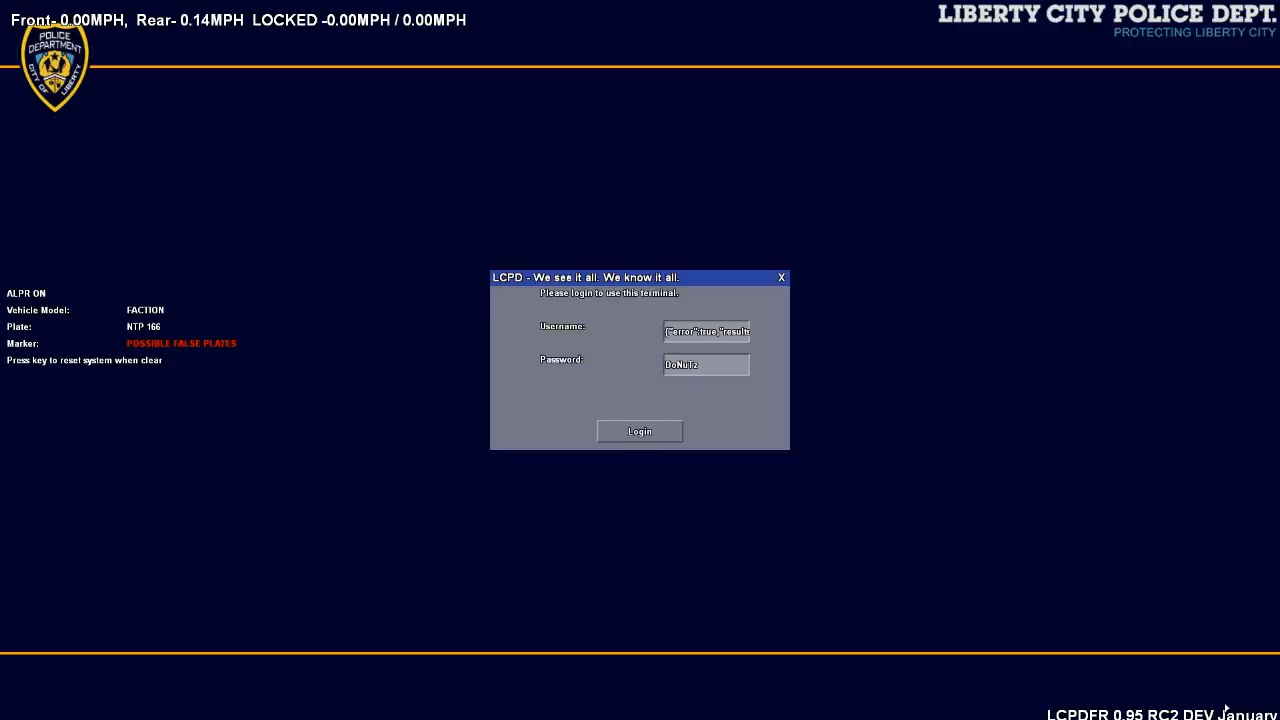 Front- 0.00MPH, Rear- 0.14MPH LOCKED -0.00MPH / 0.00MPH
LIBERTY CITY POLICE DEPT.
PROTECTING LIBERTY CITY
POLICE
DEPARTMENT
CITY OF LIBERTY
LCPD - We see it all. We know it all.
X
Please login to use this terminal.
ALPR ON
Vehicle Model: FACTION
Plate: NTP 166
Marker: POSSIBLE FALSE PLATES
Press key to reset system when clear
Username: {"error":true,"result
Password: DoNuTz
Login
LCPDFR 0.95 RC2 DEV January